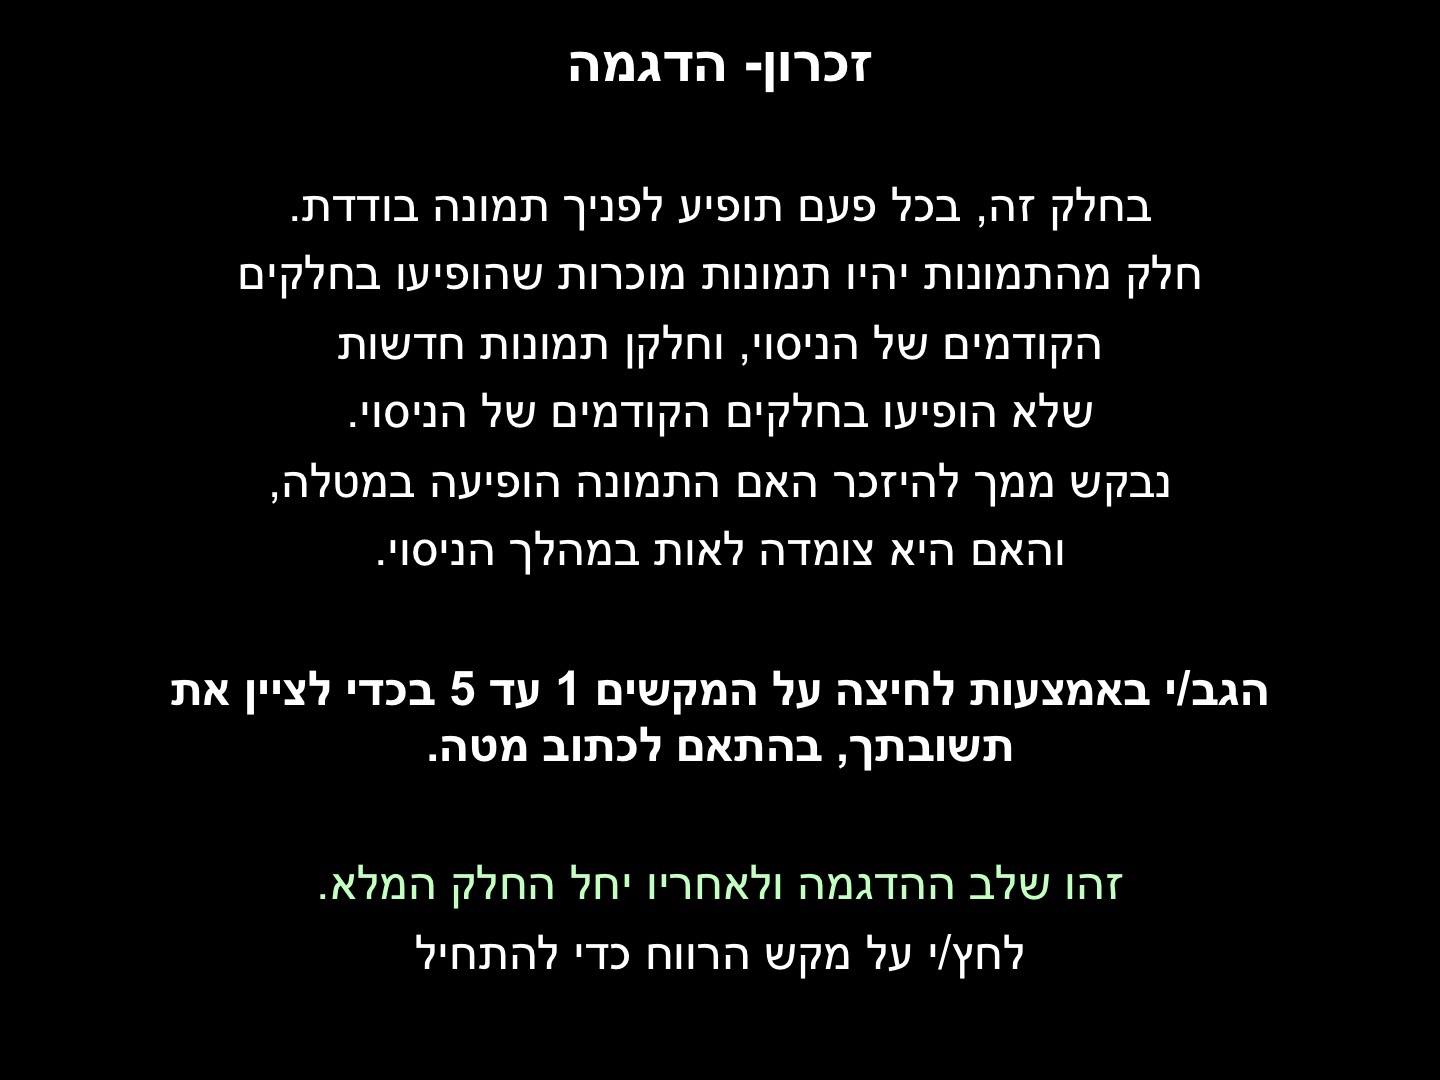 זכרון- הדגמה
בחלק זה, בכל פעם תופיע לפניך תמונה בודדת.
חלק מהתמונות יהיו תמונות מוכרות שהופיעו בחלקים
הקודמים של הניסוי, וחלקן תמונות חדשות
שלא הופיעו בחלקים הקודמים של הניסוי.
נבקש ממך להיזכר האם התמונה הופיעה במטלה,
והאם היא צומדה לאות במהלך הניסוי.
הגב/י באמצעות לחיצה על המקשים 1 עד 5 בכדי לציין את
תשובתך, בהתאם לכתוב מטה.
זהו שלב ההדגמה ולאחריו יחל החלק המלא.
לחץ/י על מקש הרווח כדי להתחיל